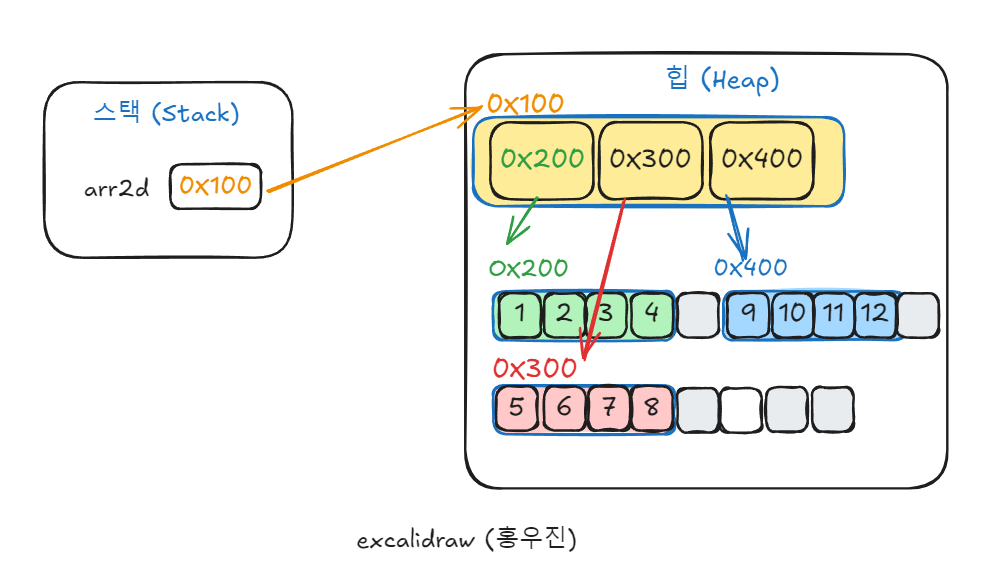 스택 (Stack)
arr2d 0x100
힙 (Heap)
0x100
0x200 0x300 0x400
0x200
0x400
1 2 3 4
9 10 11 12
0x300
5 6 7 8
excalidraw (홍우진)